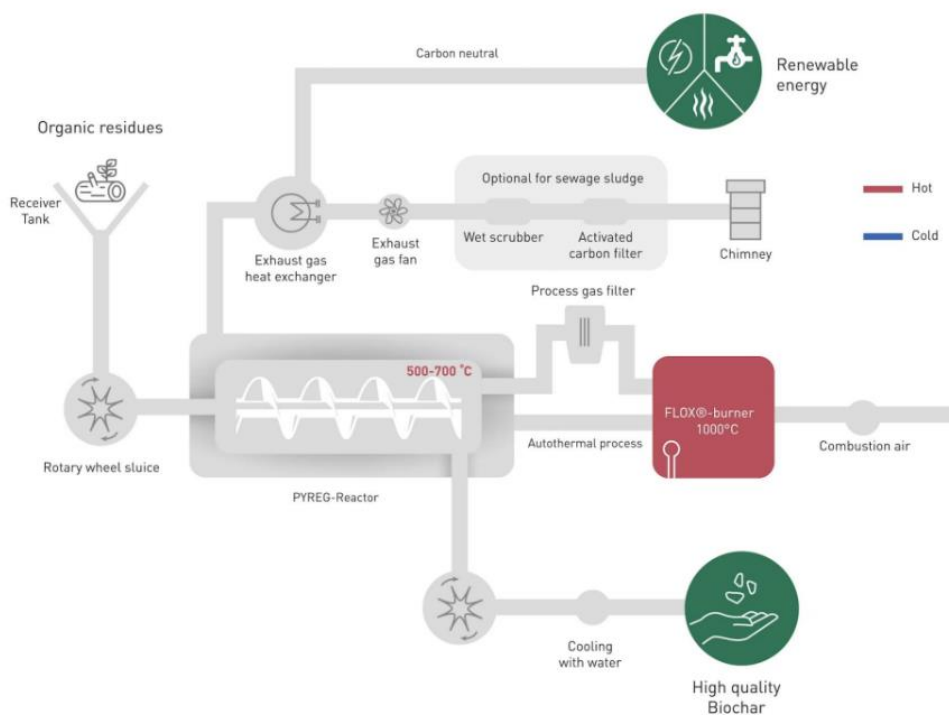 Carbon neutral
Renewable
energy
Organic residues
Receiver
Tank
Optional for sewage sludge
Hot
Wet scrubber
Activated
carbon filter
Cold
Exhaust gas
heat exchanger
Exhaust
gas fan
Chimney
Process gas filter
500-700 °C
FLOX®-burner
1000°C
Rotary wheel sluice
Autothermal process
Combustion air
PYREG-Reactor
Cooling
with water
High quality
Biochar